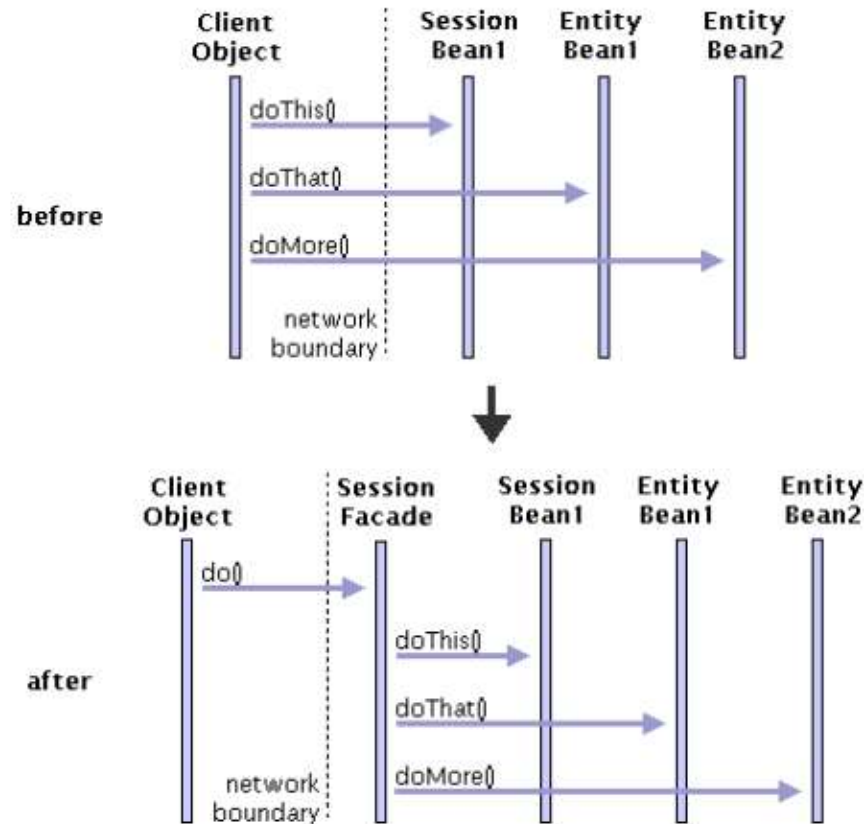 Client Object
Session Bean1
Entity Bean1
Entity Bean2
doThis()
doThat()
before
doMore()
network
boundary
Client Object
Session Facade
Session Bean1
Entity Bean1
Entity Bean2
do()
doThis()
after
doThat()
doMore()
network
boundary